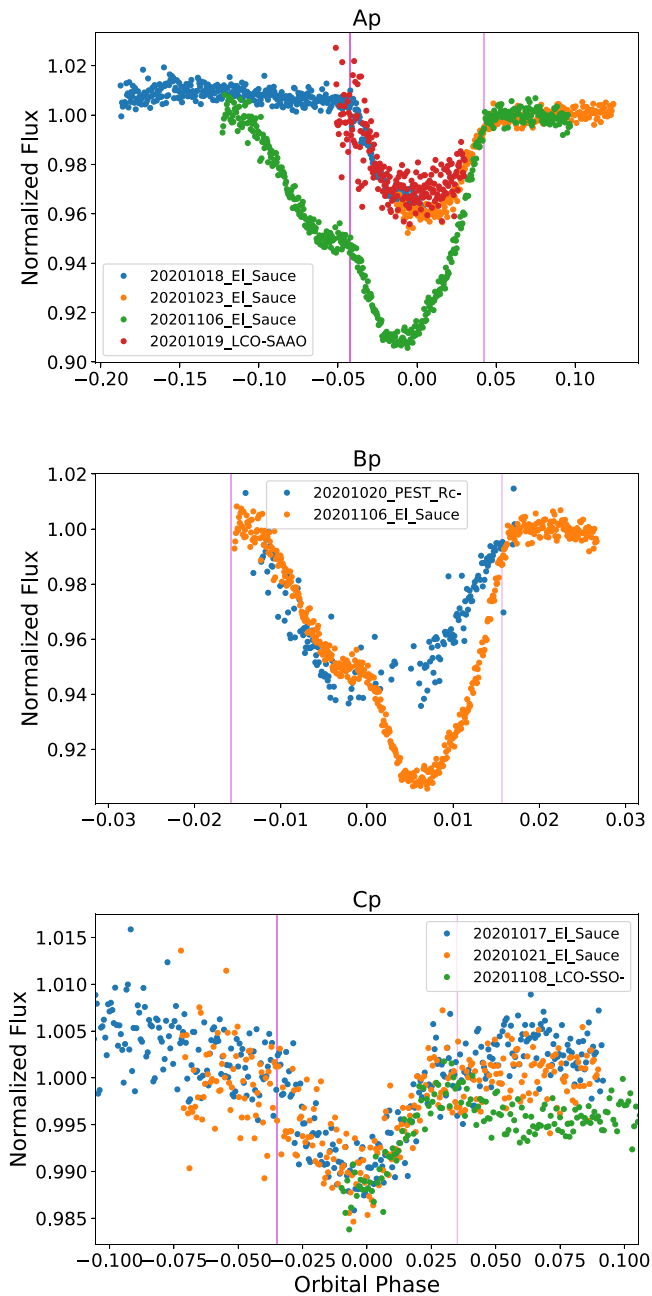 Ap
Normalized Flux
1.02
1.00
0.98
0.96
0.94
0.92
0.90
20201018_El_Sauce
20201023_El_Sauce
20201106_El_Sauce
20201019_LCO-SAAO
−0.20 −0.15 −0.10 −0.05 0.00 0.05 0.10
Bp
Normalized Flux
1.02
1.00
0.98
0.96
0.94
0.92
20201020_PEST_Rc-
20201106_El_Sauce
−0.03 −0.02 −0.01 0.00 0.01 0.02 0.03
Cp
Normalized Flux
1.015
1.010
1.005
1.000
0.995
0.990
0.985
20201017_El_Sauce
20201021_El_Sauce
20201108_LCO-SSO-
−0.100 −0.075 −0.050 −0.025 0.000 0.025 0.050 0.075 0.100
Orbital Phase